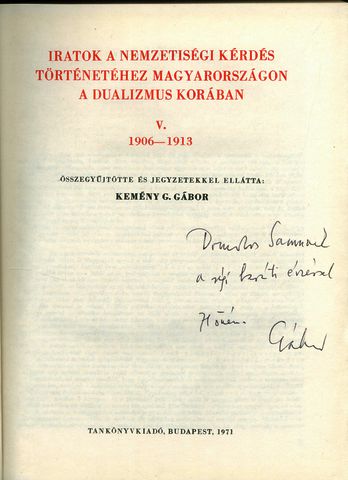 IRATOK A NEMZETISÉGI KÉRDÉS
TÖRTÉNETÉHEZ MAGYARORSZÁGON
A DUALIZMUS KORÁBAN
V.
1906—1913
ÖSSZEGYŰJTÖTTE ÉS JEGYZETEKKEL ELLÁTTA:
KEMÉNY G. GÁBOR
Domokos Samunak
a régi baráti érzéssel
Gábor
TANKÖNYVKIADÓ, BUDAPEST, 1971